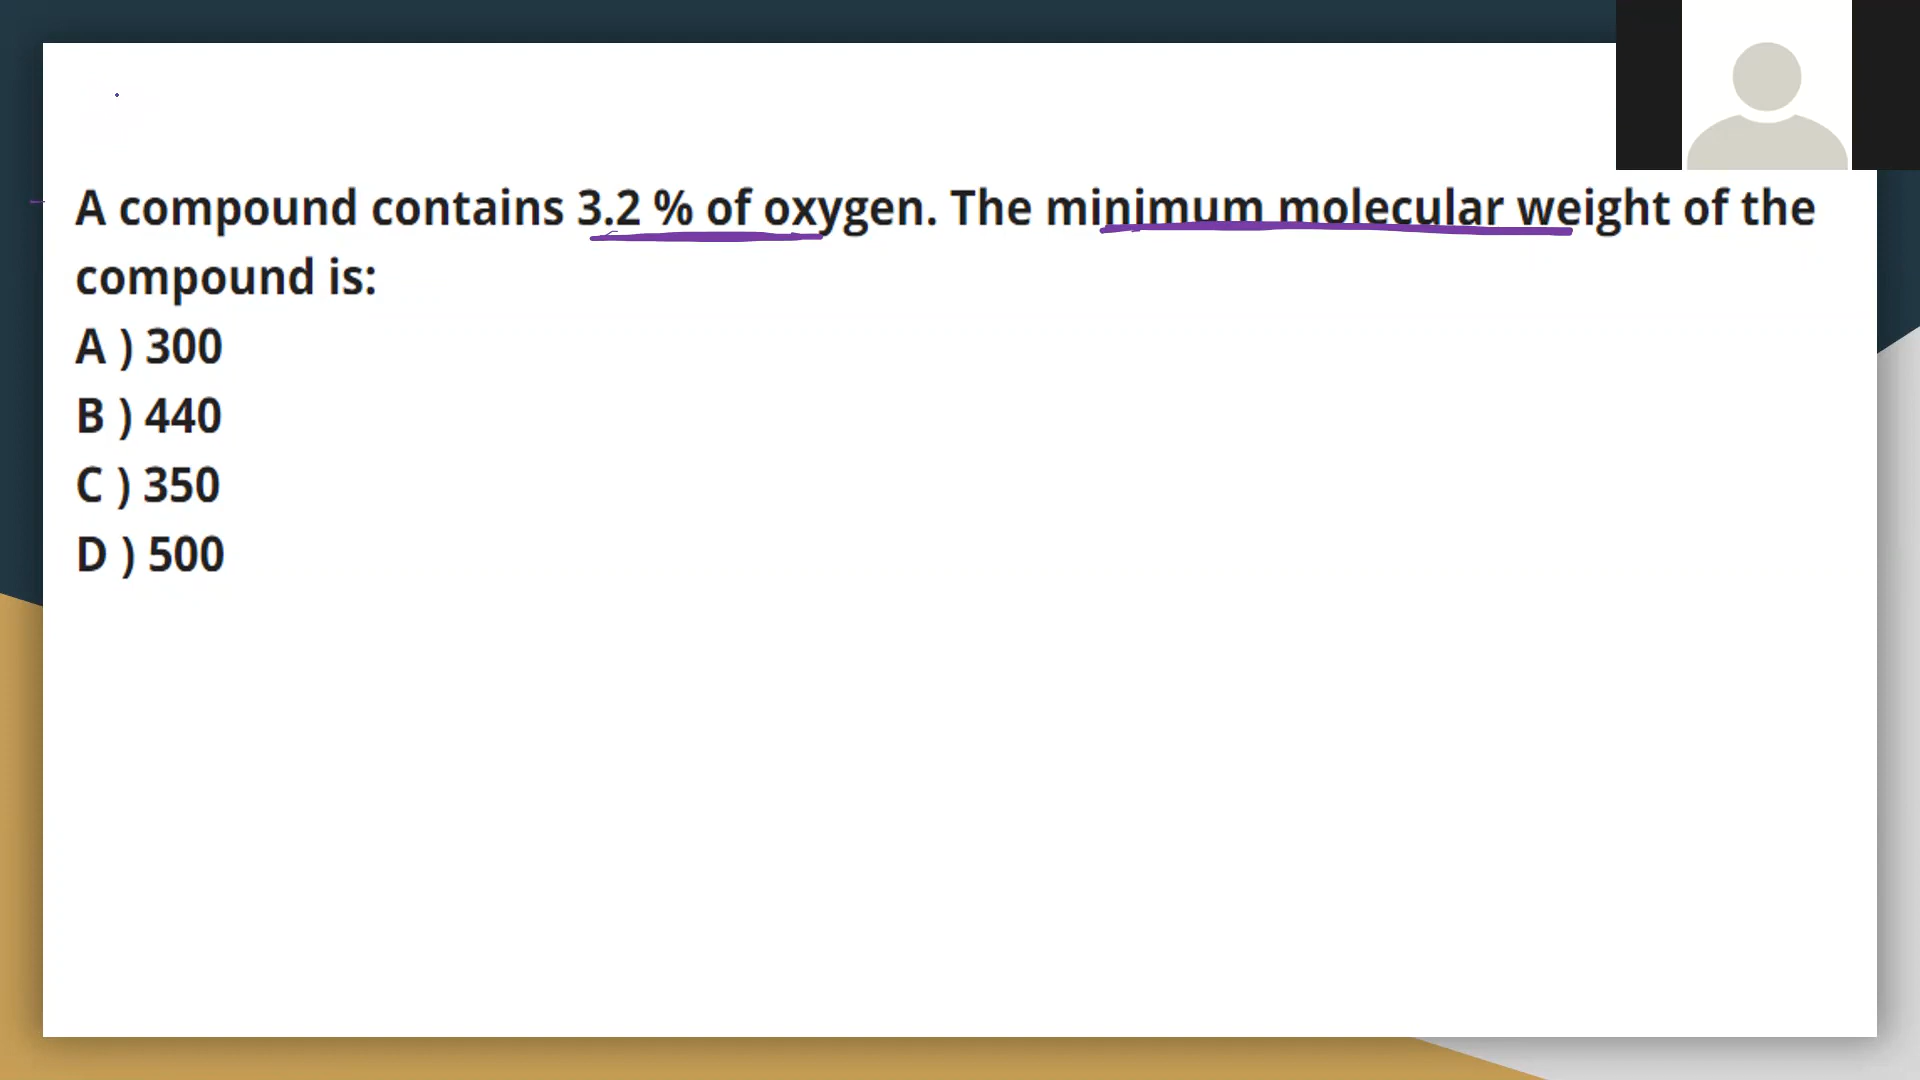 A compound contains 3.2 % of oxygen. The minimum molecular weight of the
compound is:
A ) 300
B ) 440
C ) 350
D ) 500